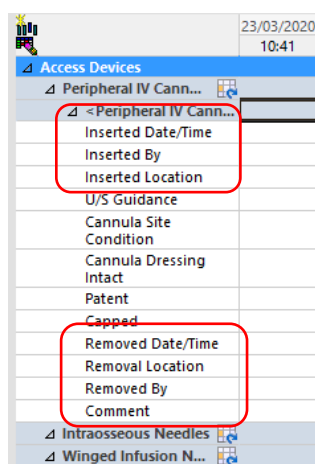 23/03/2020
10:41
Access Devices
Peripheral IV Cann...
<Peripheral IV Cann...
Inserted Date/Time
Inserted By
Inserted Location
U/S Guidance
Cannula Site
Condition
Cannula Dressing
Intact
Patent
Capped
Removed Date/Time
Removal Location
Removed By
Comment
Intraosseous Needles
Winged Infusion N...